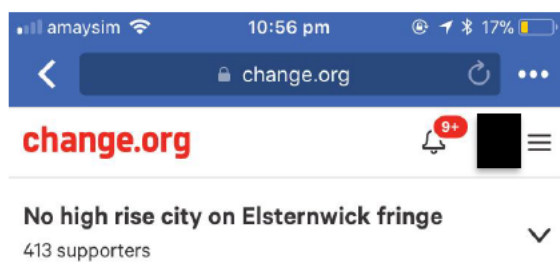 amaysim 10:56 pm 17%
change.org
change.org 9+
No high rise city on Elsternwick fringe
413 supporters